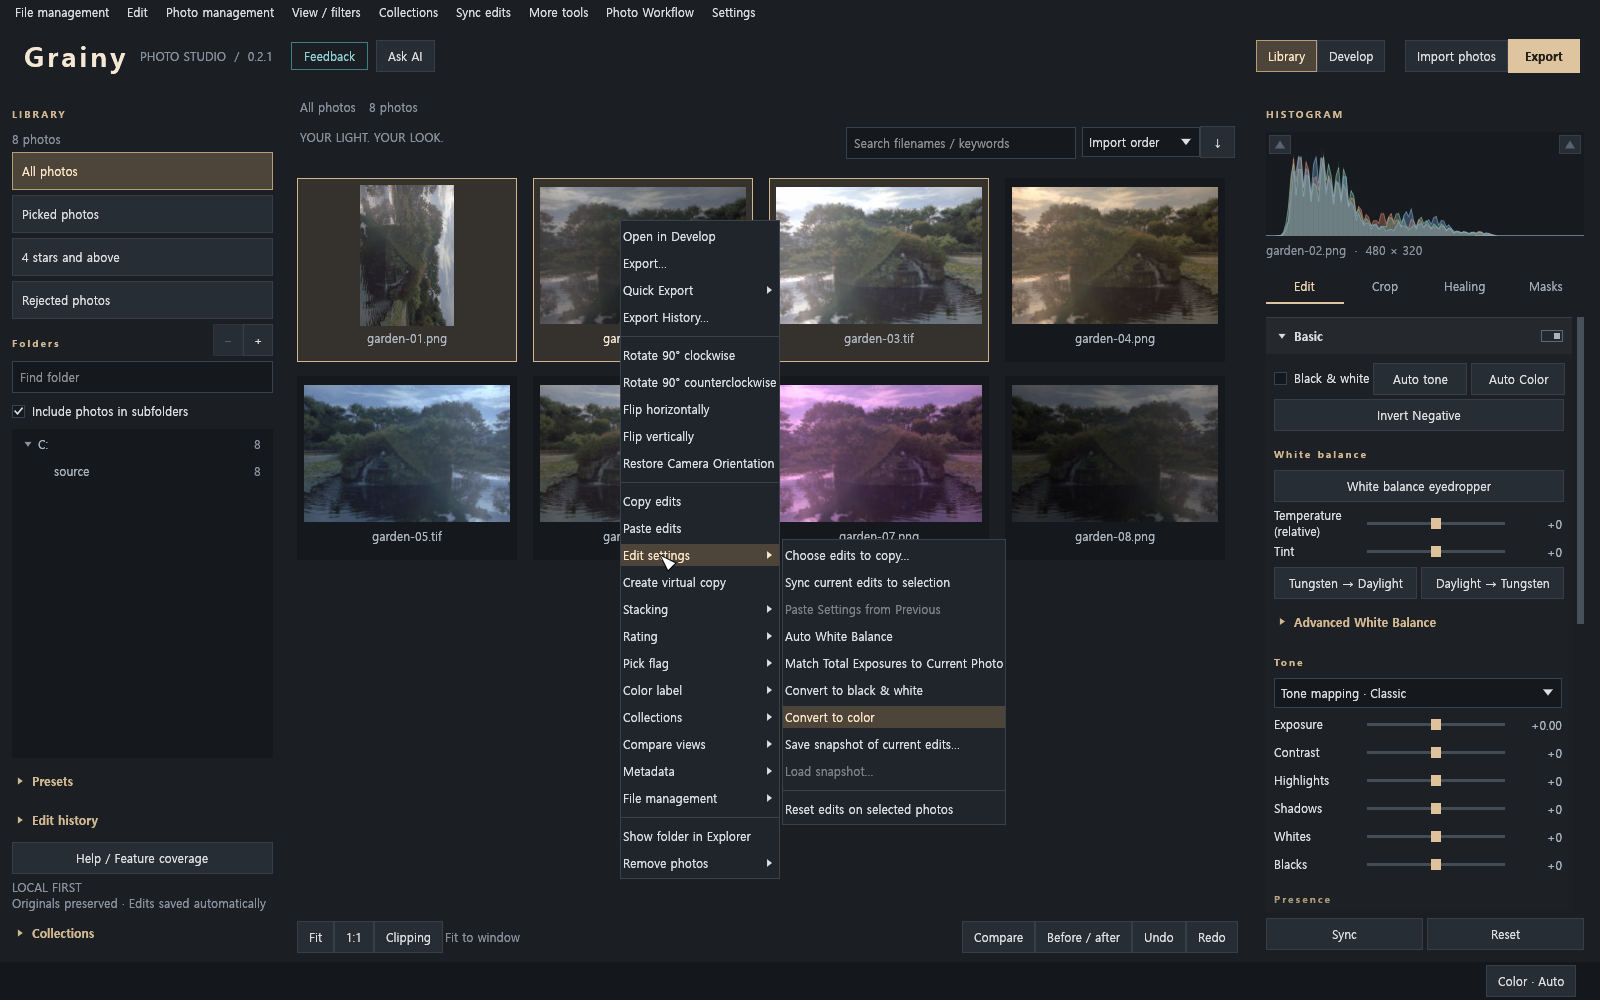 File management Edit Photo management View / filters Collections Sync edits More tools Photo Workflow Settings
Grainy PHOTO STUDIO / 0.2.1 Feedback Ask AI Library Develop Import photos Export
LIBRARY
8 photos
All photos
Picked photos
4 stars and above
Rejected photos
Folders − +
Find folder
Include photos in subfolders
C: 8
source 8
Presets
Edit history
Help / Feature coverage
LOCAL FIRST
Originals preserved · Edits saved automatically
Collections
All photos 8 photos
YOUR LIGHT. YOUR LOOK.
Search filenames / keywords Import order ↓
garden-01.png
gar
garden-03.tif
garden-04.png
garden-05.tif
gar
garden-07.png
garden-08.png
Open in Develop
Export...
Quick Export
Export History...
Rotate 90° clockwise
Rotate 90° counterclockwise
Flip horizontally
Flip vertically
Restore Camera Orientation
Copy edits
Paste edits
Edit settings
Create virtual copy
Stacking
Rating
Pick flag
Color label
Collections
Compare views
Metadata
File management
Show folder in Explorer
Remove photos
Choose edits to copy...
Sync current edits to selection
Paste Settings from Previous
Auto White Balance
Match Total Exposures to Current Photo
Convert to black & white
Convert to color
Save snapshot of current edits...
Load snapshot...
Reset edits on selected photos
Fit 1:1 Clipping Fit to window Compare Before / after Undo Redo
HISTOGRAM
garden-02.png · 480 × 320
Edit Crop Healing Masks
Basic
Black & white Auto tone Auto Color
Invert Negative
White balance
White balance eyedropper
Temperature (relative) +0
Tint +0
Tungsten → Daylight Daylight → Tungsten
Advanced White Balance
Tone
Tone mapping · Classic
Exposure +0.00
Contrast +0
Highlights +0
Shadows +0
Whites +0
Blacks +0
Presence
Sync Reset
Color · Auto